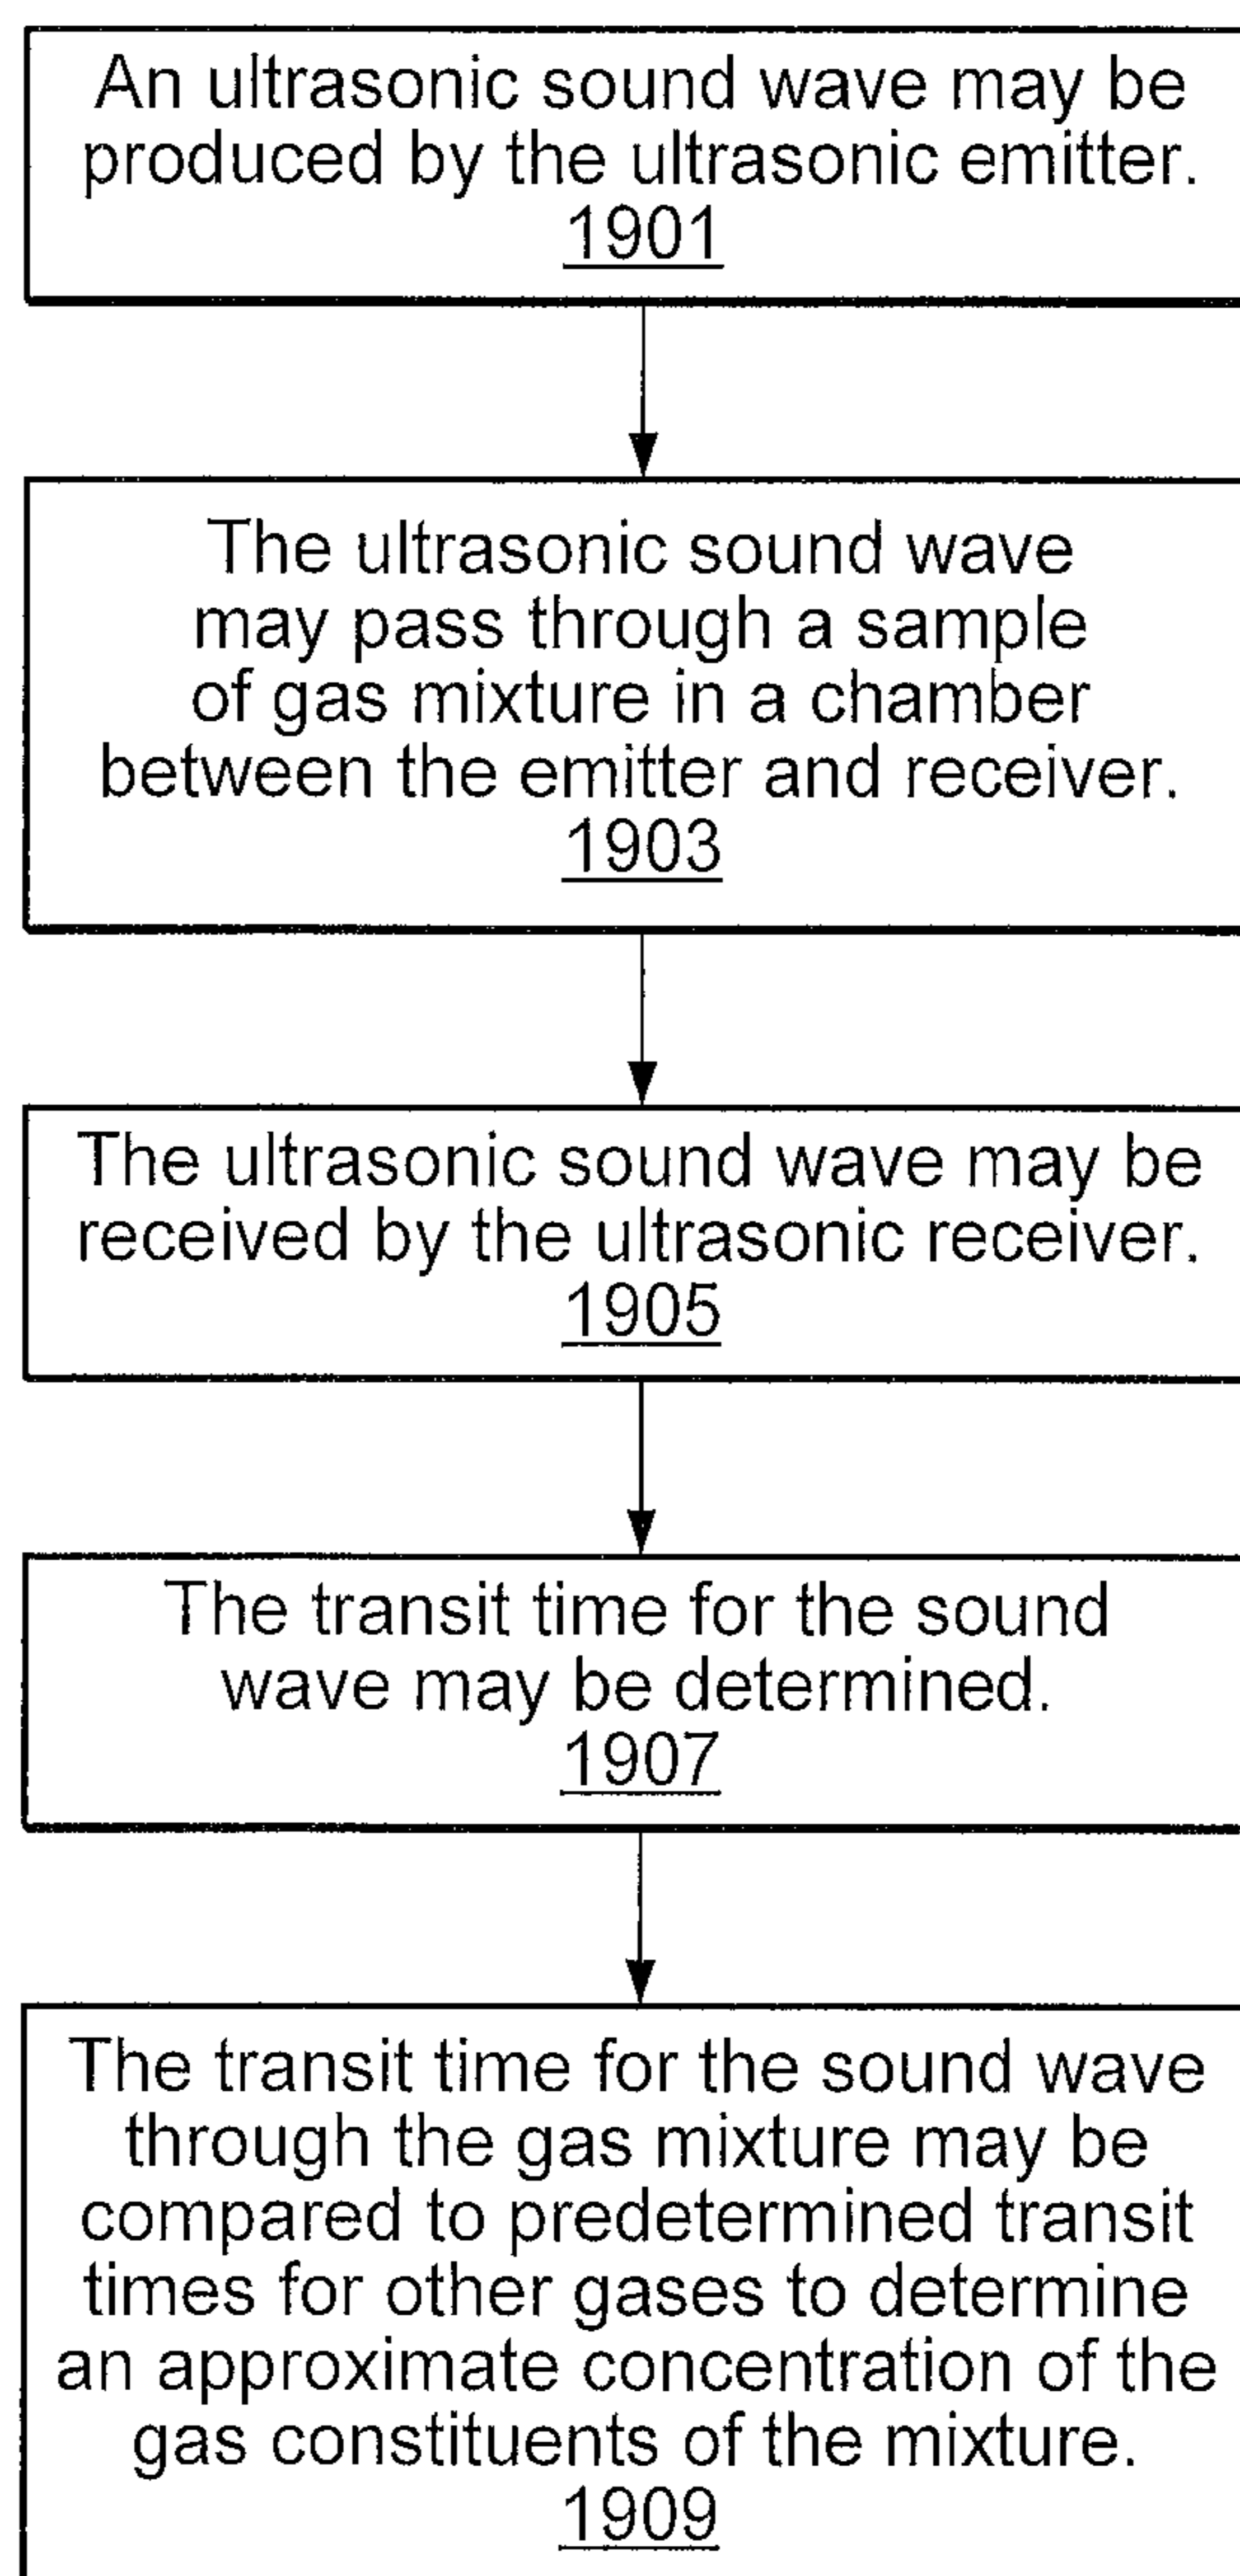 An ultrasonic sound wave may be
produced by the ultrasonic emitter.
1901
The ultrasonic sound wave
may pass through a sample
of gas mixture in a chamber
between the emitter and receiver.
1903
The ultrasonic sound wave may be
received by the ultrasonic receiver.
1905
The transit time for the sound
wave may be determined.
1907
The transit time for the sound wave
through the gas mixture may be
compared to predetermined transit
times for other gases to determine
an approximate concentration of the
gas constituents of the mixture.
1909